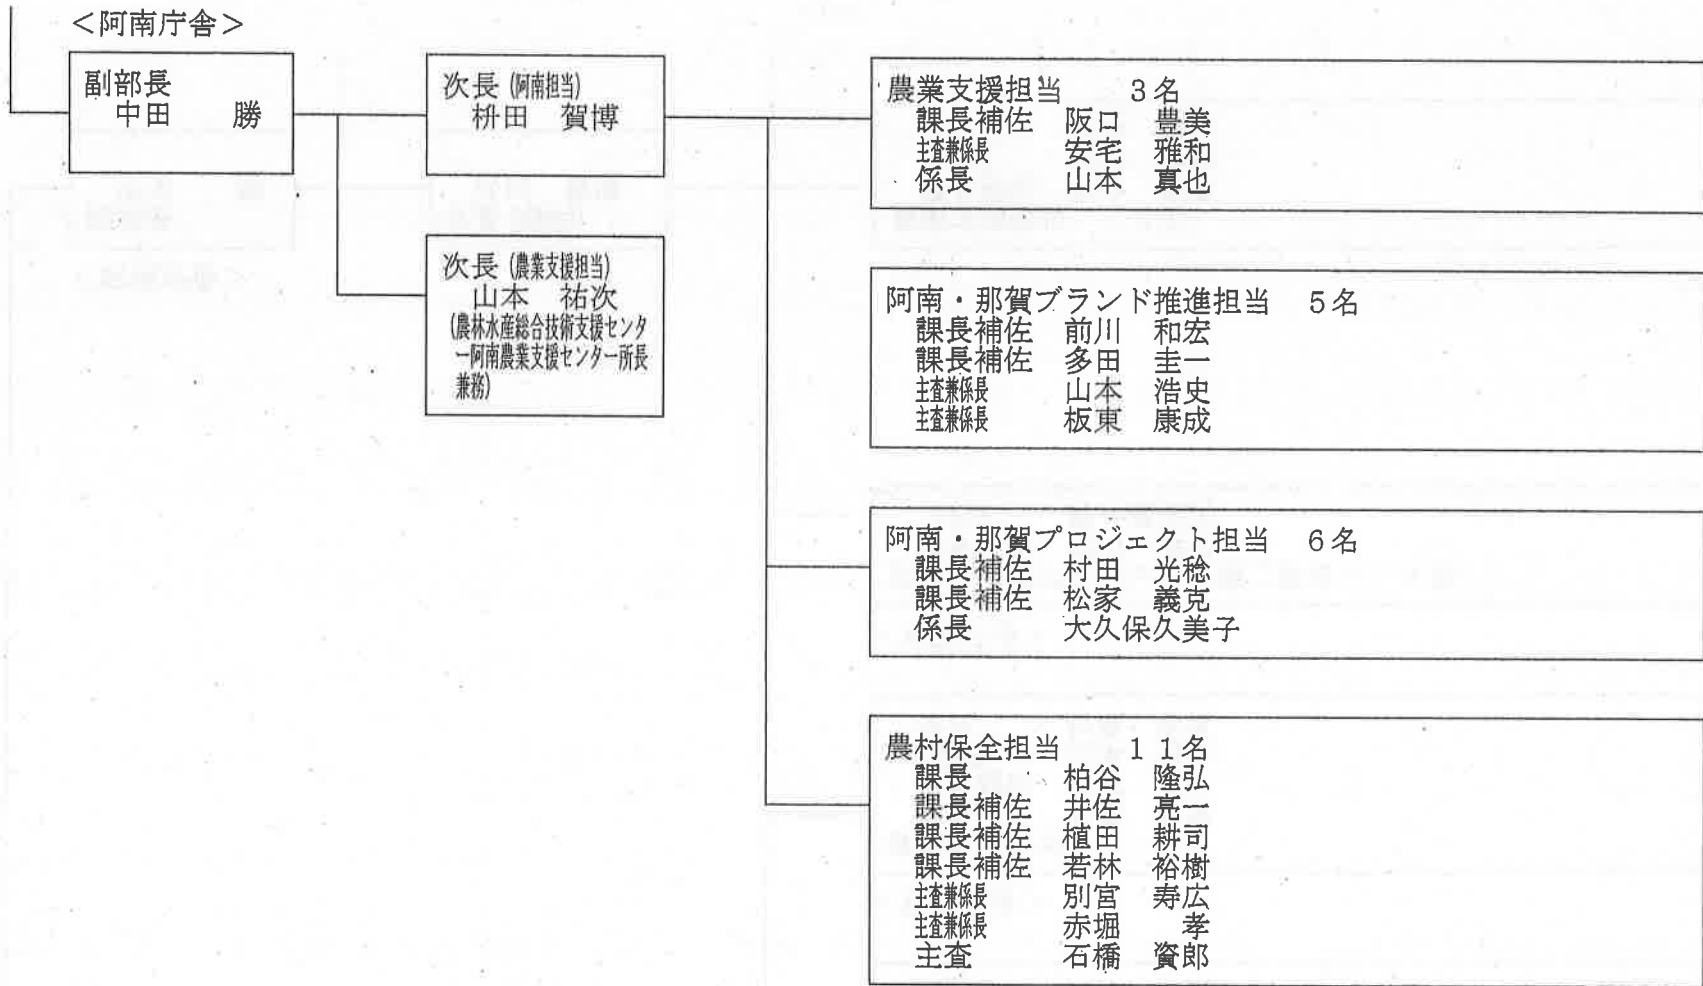 ＜阿南庁舎＞
副部長
中田　　勝
次長（阿南担当）
枡田　賀博
次長（農業支援担当）
山本　祐次
（農林水産総合技術支援センタ
ー阿南農業支援センター所長
兼務）
農業支援担当　　３名
課長補佐　阪口　豊美
主査兼係長　安宅　雅和
係長　山本　真也
阿南・那賀ブランド推進担当　５名
課長補佐　前川　和宏
課長補佐　多田　圭一
主査兼係長　山本　浩史
主査兼係長　板東　康成
阿南・那賀プロジェクト担当　６名
課長補佐　村田　光稔
課長補佐　松家　義克
係長　大久保久美子
農村保全担当　　１１名
課長　柏谷　隆弘
課長補佐　井佐　亮一
課長補佐　植田　耕司
課長補佐　若林　裕樹
主査兼係長　別宮　寿広
主査兼係長　赤堀　　孝
主査　石橋　資郎